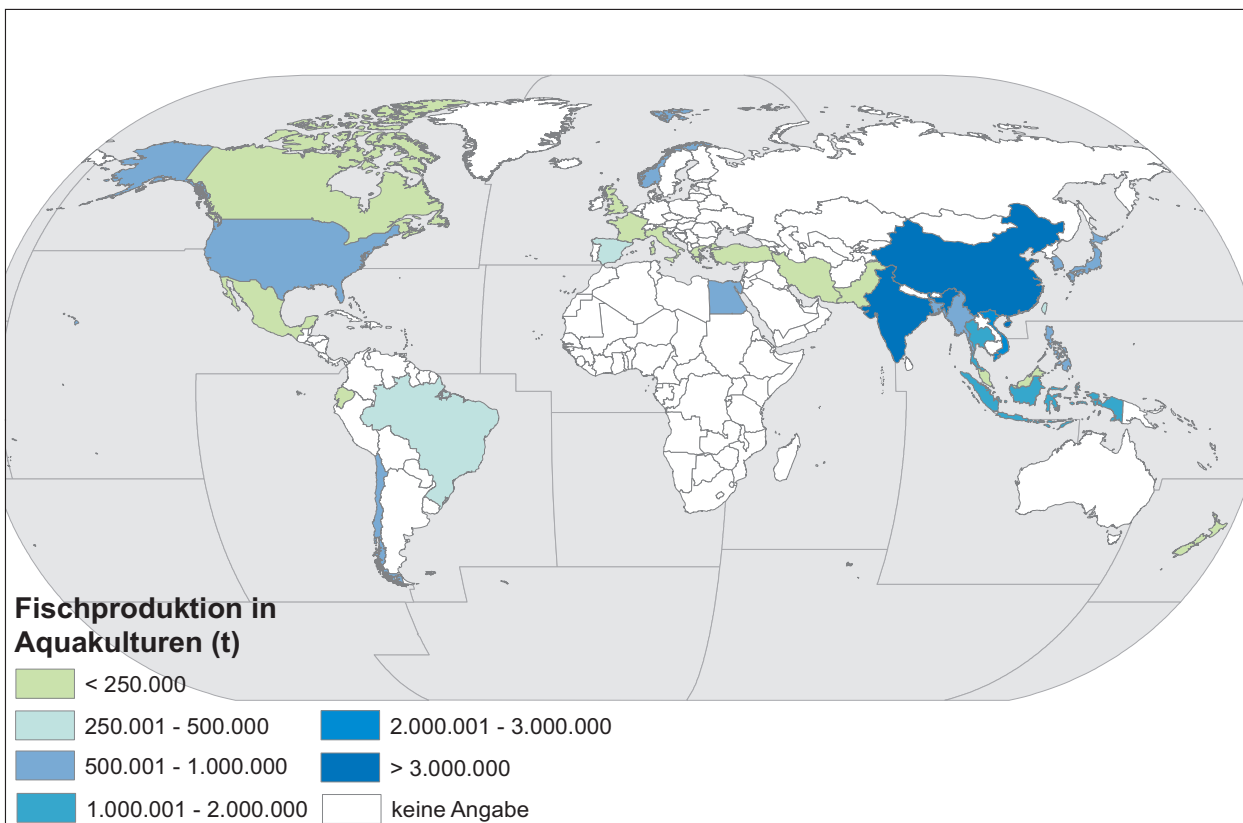 Fischproduktion in
Aquakulturen (t)
< 250.000
250.001 - 500.000
500.001 - 1.000.000
1.000.001 - 2.000.000
2.000.001 - 3.000.000
> 3.000.000
keine Angabe